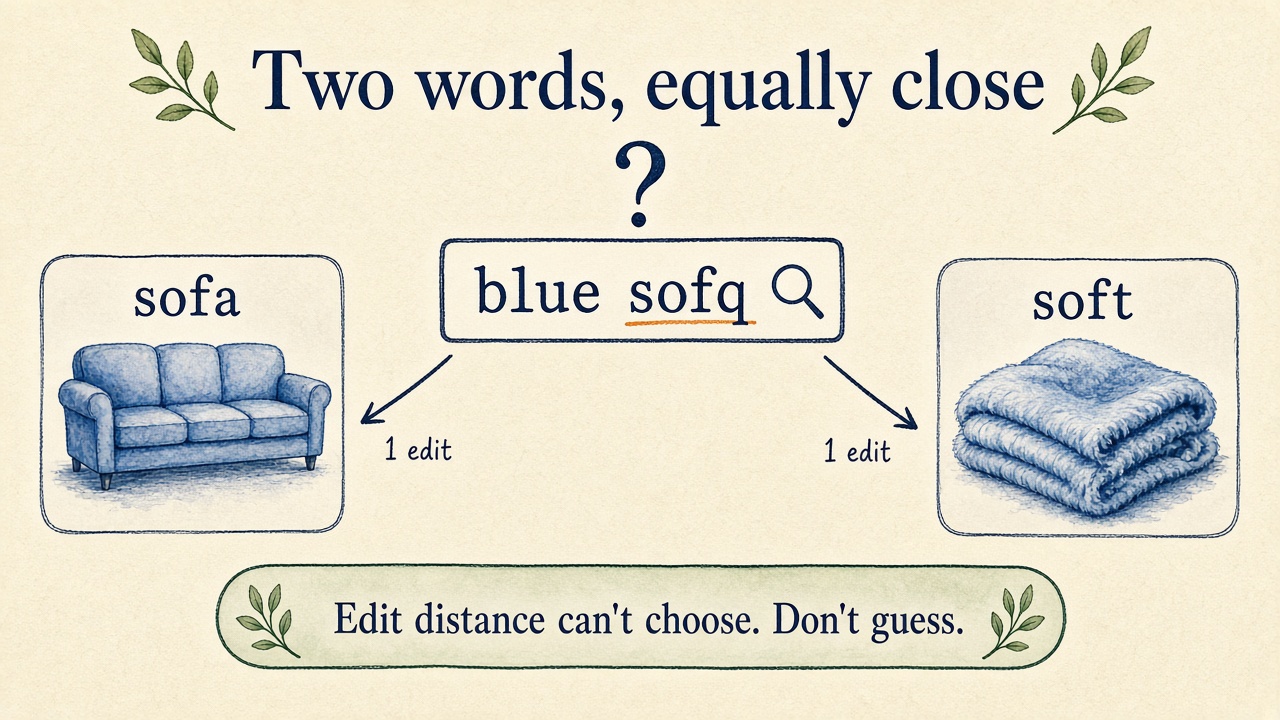 Two words, equally close
?
blue sofq
sofa
soft
1 edit
1 edit
Edit distance can't choose. Don't guess.